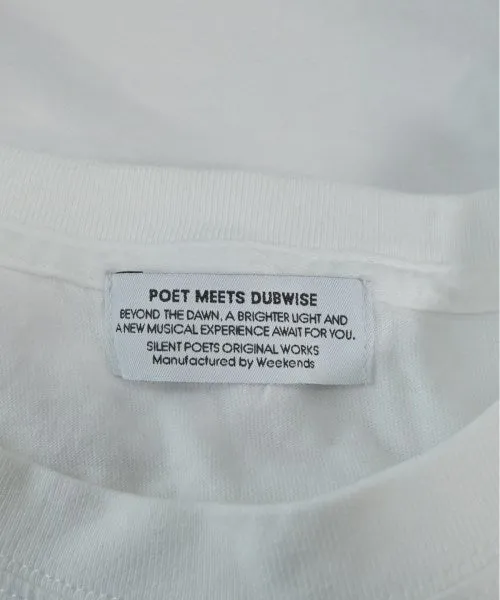 POET MEETS DUBWISE
BEYOND THE DAWN, A BRIGHTER LIGHT AND
A NEW MUSICAL EXPERIENCE AWAIT FOR YOU.
SILENT POETS ORIGINAL WORKS
Manufactured by Weekends